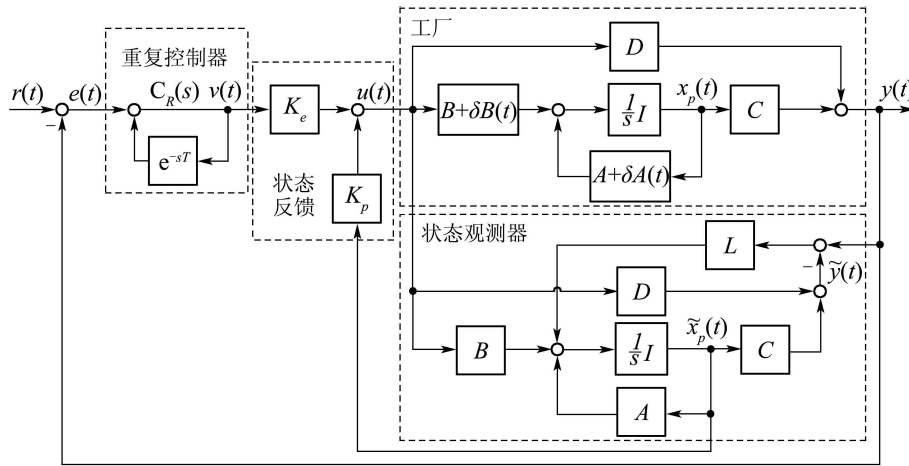 工厂
重复控制器
D
r(t) e(t) C_R(s) v(t) u(t) x_p(t) y(t)
−
K_e B+δB(t) 1/s I C
e^{-sT} A+δA(t)
状态
反馈
K_p
状态观测器
L
−
ỹ(t)
D
x̃_p(t)
B 1/s I C
A